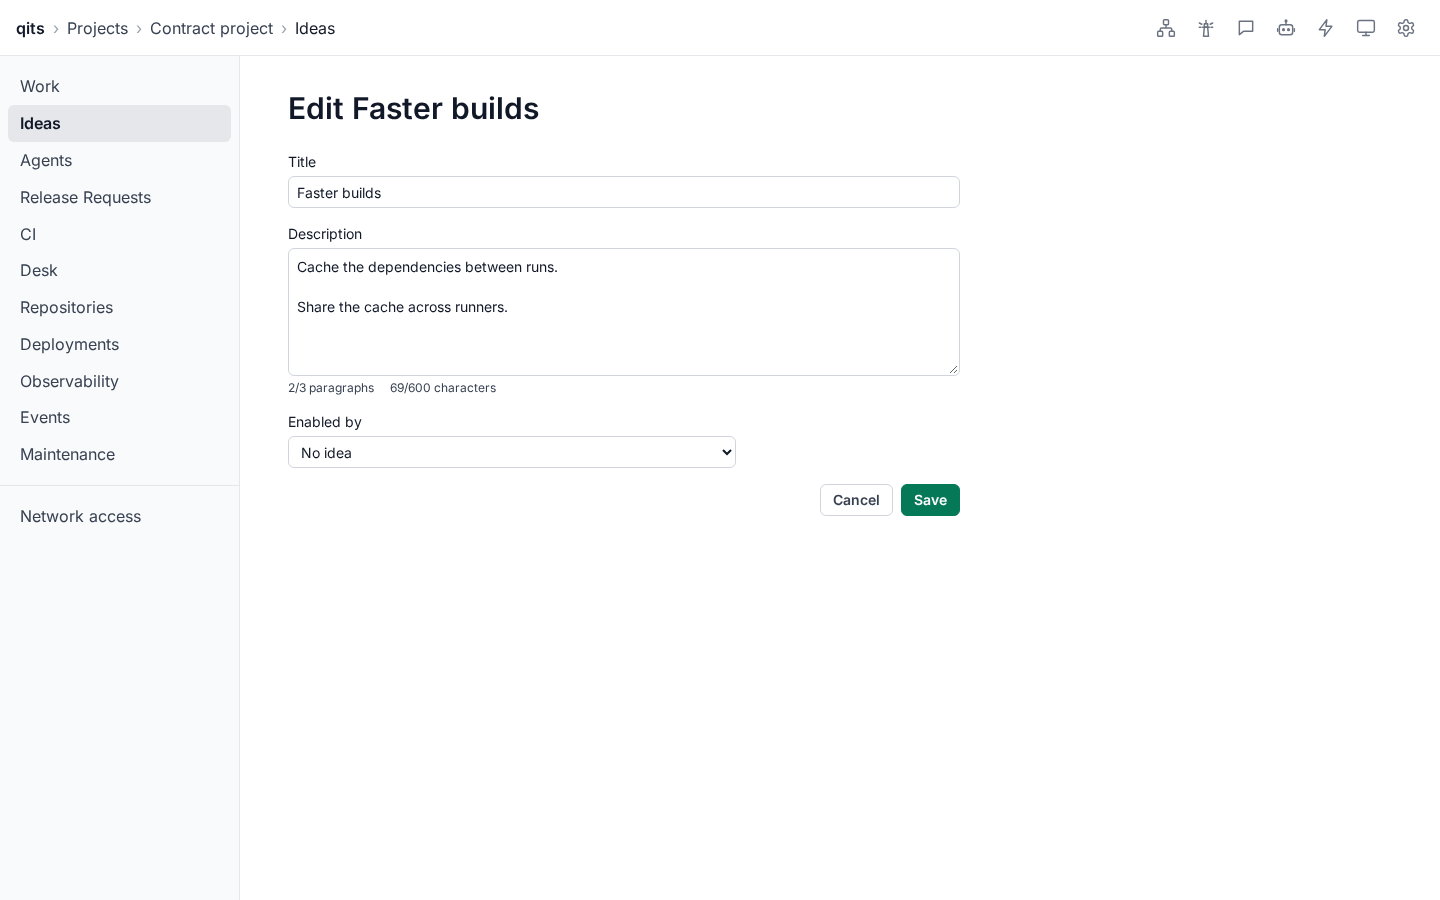 qits › Projects › Contract project › Ideas
Work
Ideas
Agents
Release Requests
CI
Desk
Repositories
Deployments
Observability
Events
Maintenance
Network access
Edit Faster builds
Title
Faster builds
Description
Cache the dependencies between runs.
Share the cache across runners.
2/3 paragraphs 69/600 characters
Enabled by
No idea
Cancel Save